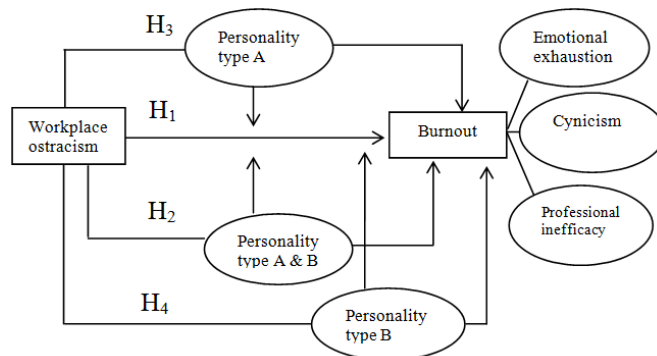 H3
Personality
type A
Emotional
exhaustion
H1
Workplace
ostracism
Burnout
Cynicism
H2
Personality
type A & B
Professional
inefficacy
H4
Personality
type B